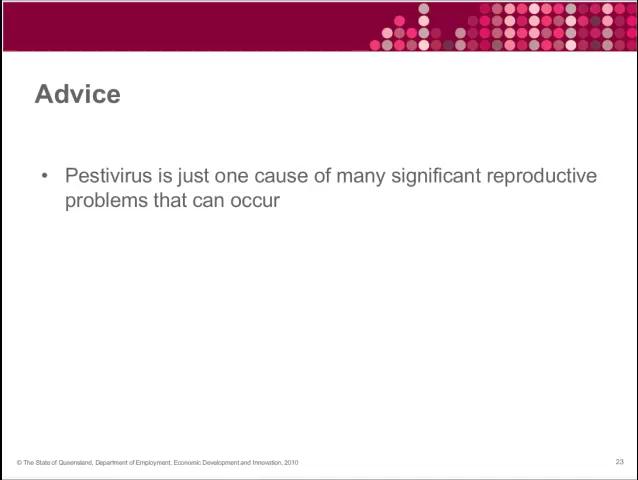 Advice
• Pestivirus is just one cause of many significant reproductive
problems that can occur
© The State of Queensland, Department of Employment, Economic Development and Innovation, 2010
23